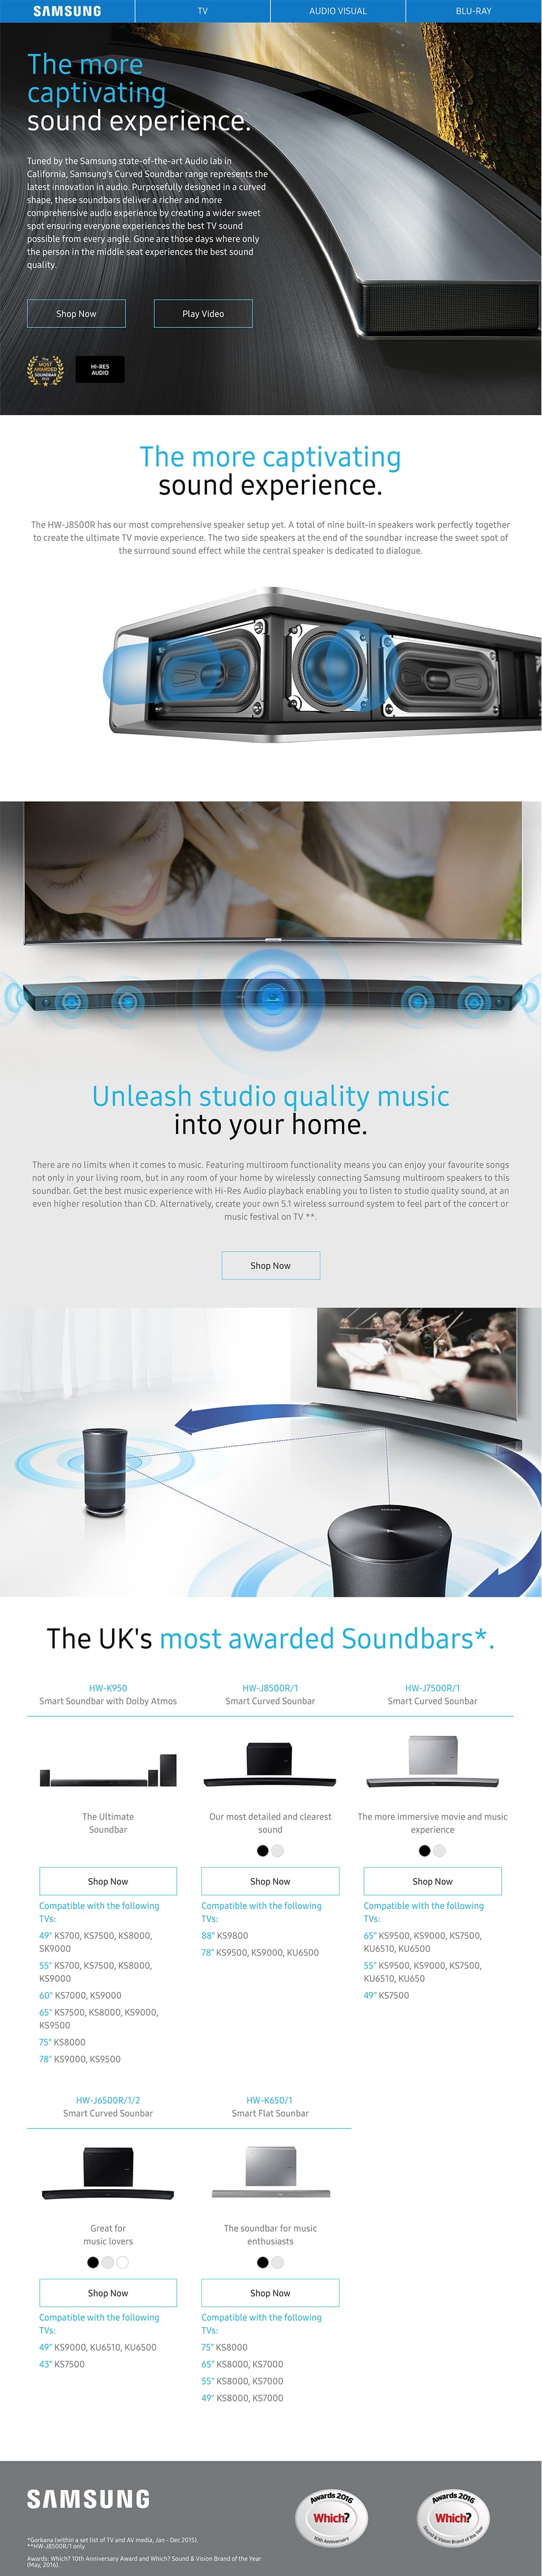 SAMSUNG
TV
AUDIO VISUAL
BLU-RAY
The more
captivating
sound experience.
Tuned by the Samsung state-of-the-art Audio lab in
California, Samsung's Curved Soundbar range represents the
latest innovation in audio. Purposefully designed in a curved
shape, these soundbars deliver a richer and more
comprehensive audio experience by creating a wider sweet
spot ensuring everyone experiences the best TV sound
possible from every angle. Gone are those days where only
the person in the middle seat experiences the best sound
quality.
Shop Now
Play Video
The
MOST
AWARDED
SOUNDBAR
2015
HI-RES
AUDIO
The more captivating
sound experience.
The HW-J8500R has our most comprehensive speaker setup yet. A total of nine built-in speakers work perfectly together
to create the ultimate TV movie experience. The two side speakers at the end of the soundbar increase the sweet spot of
the surround sound effect while the central speaker is dedicated to dialogue.
Unleash studio quality music
into your home.
There are no limits when it comes to music. Featuring multiroom functionality means you can enjoy your favourite songs
not only in your living room, but in any room of your home by wirelessly connecting Samsung multiroom speakers to this
soundbar. Get the best music experience with Hi-Res Audio playback enabling you to listen to studio quality sound, at an
even higher resolution than CD. Alternatively, create your own 5.1 wireless surround system to feel part of the concert or
music festival on TV **.
Shop Now
SAMSUNG
The UK's most awarded Soundbars*.
HW-K950
Smart Soundbar with Dolby Atmos
HW-J8500R/1
Smart Curved Sounbar
HW-J7500R/1
Smart Curved Sounbar
The Ultimate
Soundbar
Our most detailed and clearest
sound
The more immersive movie and music
experience
Shop Now
Shop Now
Shop Now
Compatible with the following
TVs:
49" KS700, KS7500, KS8000,
SK9000
55" KS700, KS7500, KS8000,
KS9000
60" KS7000, KS9000
65" KS7500, KS8000, KS9000,
KS9500
75" KS8000
78" KS9000, KS9500
Compatible with the following
TVs:
88" KS9800
78" KS9500, KS9000, KU6500
Compatible with the following
TVs:
65" KS9500, KS9000, KS7500,
KU6510, KU6500
55" KS9500, KS9000, KS7500,
KU6510, KU650
49" KS7500
HW-J6500R/1/2
Smart Curved Sounbar
HW-K650/1
Smart Flat Sounbar
Great for
music lovers
The soundbar for music
enthusiasts
Shop Now
Shop Now
Compatible with the following
TVs:
49" KS9000, KU6510, KU6500
43" KS7500
Compatible with the following
TVs:
75" KS8000
65" KS8000, KS7000
55" KS8000, KS7000
49" KS8000, KS7000
SAMSUNG
*Gorkana (within a set list of TV and AV media, Jan - Dec 2015).
**HW-J8500R/1 only.
Awards: Which? 10th Anniversary Award and Which? Sound & Vision Brand of the Year
(May, 2016).
Awards 2016
Which?
10th Anniversary
Awards 2016
Which?
Sound & Vision Brand of the Year